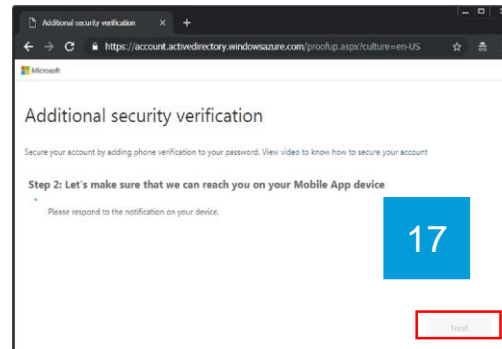 Additional security verification
https://account.activedirectory.windowsazure.com/proofup.aspx?culture=en-US
Microsoft
Additional security verification
Secure your account by adding phone verification to your password. View video to know how to secure your account
Step 2: Let's make sure that we can reach you on your Mobile App device
Please respond to the notification on your device.
17
Next